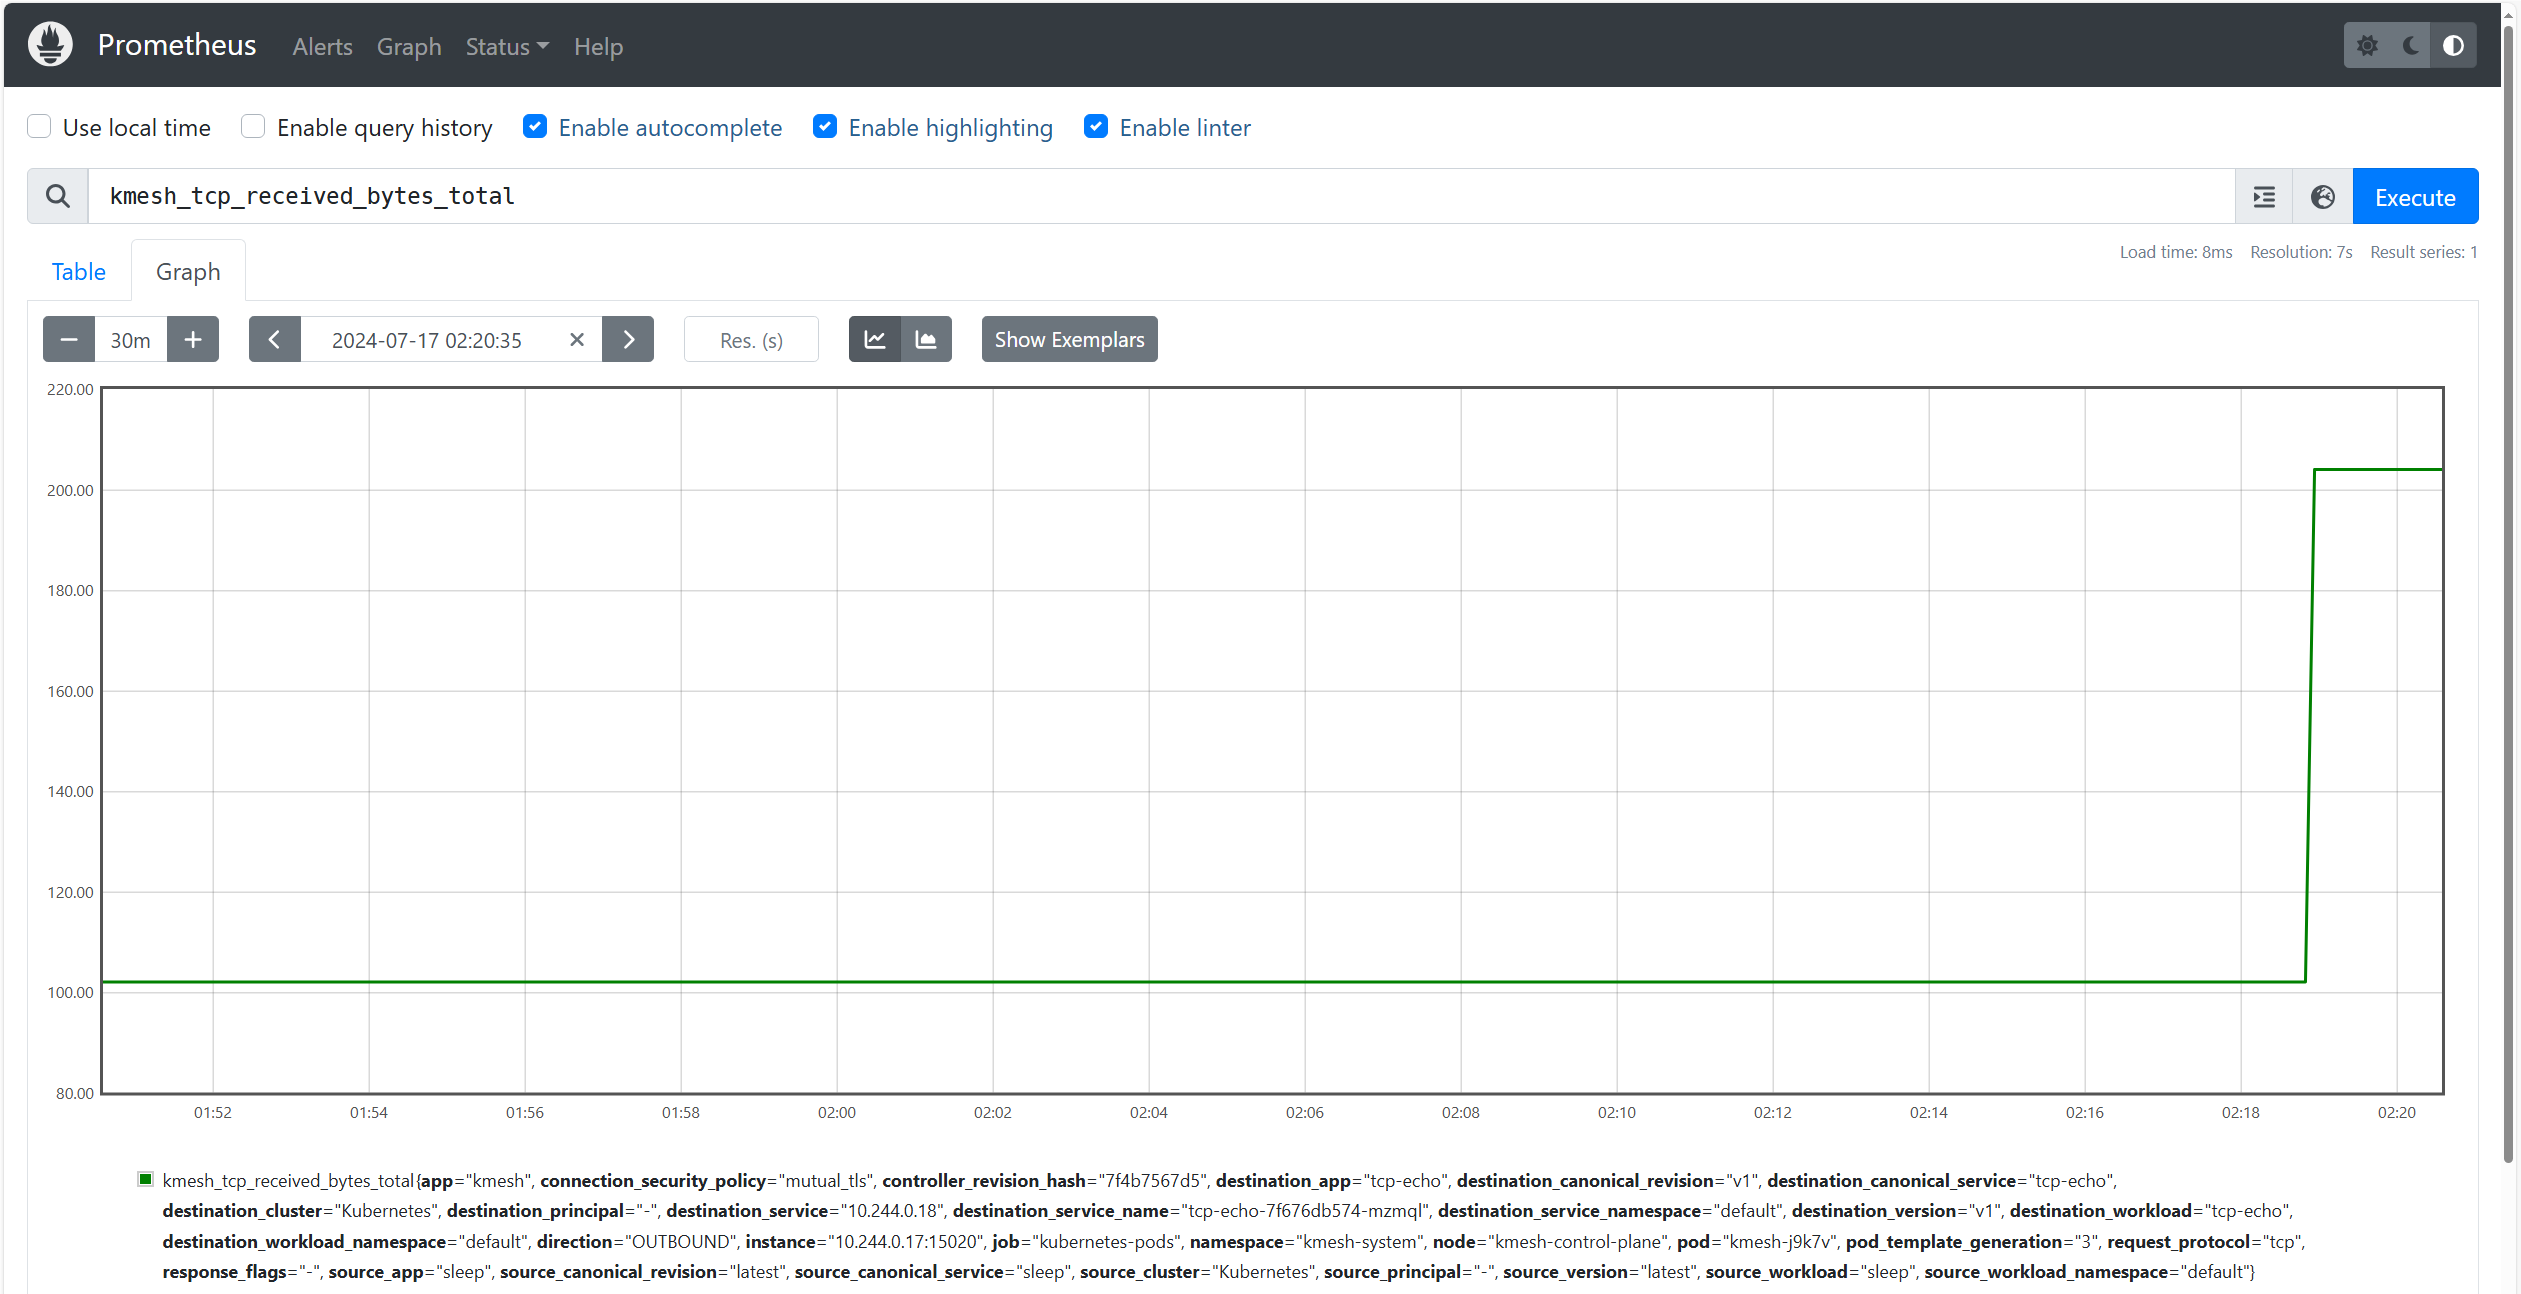 Prometheus Alerts Graph Status Help
Use local time Enable query history Enable autocomplete Enable highlighting Enable linter
kmesh_tcp_received_bytes_total Execute
Table Graph Load time: 8ms Resolution: 7s Result series: 1
30m 2024-07-17 02:20:35 Res. (s) Show Exemplars
220.00
200.00
180.00
160.00
140.00
120.00
100.00
80.00
01:52 01:54 01:56 01:58 02:00 02:02 02:04 02:06 02:08 02:10 02:12 02:14 02:16 02:18 02:20
kmesh_tcp_received_bytes_total{app="kmesh", connection_security_policy="mutual_tls", controller_revision_hash="7f4b7567d5", destination_app="tcp-echo", destination_canonical_revision="v1", destination_canonical_service="tcp-echo",
destination_cluster="Kubernetes", destination_principal="-", destination_service="10.244.0.18", destination_service_name="tcp-echo-7f676db574-mzmql", destination_service_namespace="default", destination_version="v1", destination_workload="tcp-echo",
destination_workload_namespace="default", direction="OUTBOUND", instance="10.244.0.17:15020", job="kubernetes-pods", namespace="kmesh-system", node="kmesh-control-plane", pod="kmesh-j9k7v", pod_template_generation="3", request_protocol="tcp",
response_flags="-", source_app="sleep", source_canonical_revision="latest", source_canonical_service="sleep", source_cluster="Kubernetes", source_principal="-", source_version="latest", source_workload="sleep", source_workload_namespace="default"}